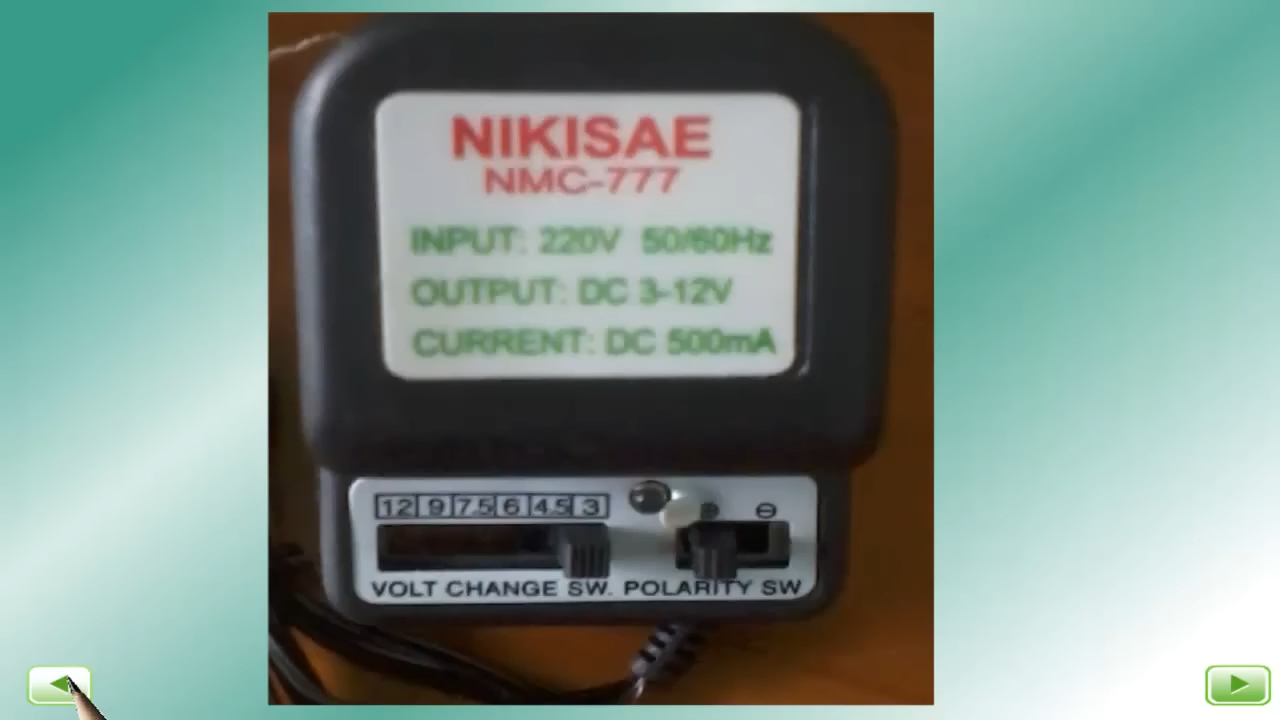 NIKISAE
NMC-777
INPUT: 220V 50/60Hz
OUTPUT: DC 3-12V
CURRENT: DC 500mA
12 9 7.5 6 4.5 3
⊕ ⊖
VOLT CHANGE SW. POLARITY SW